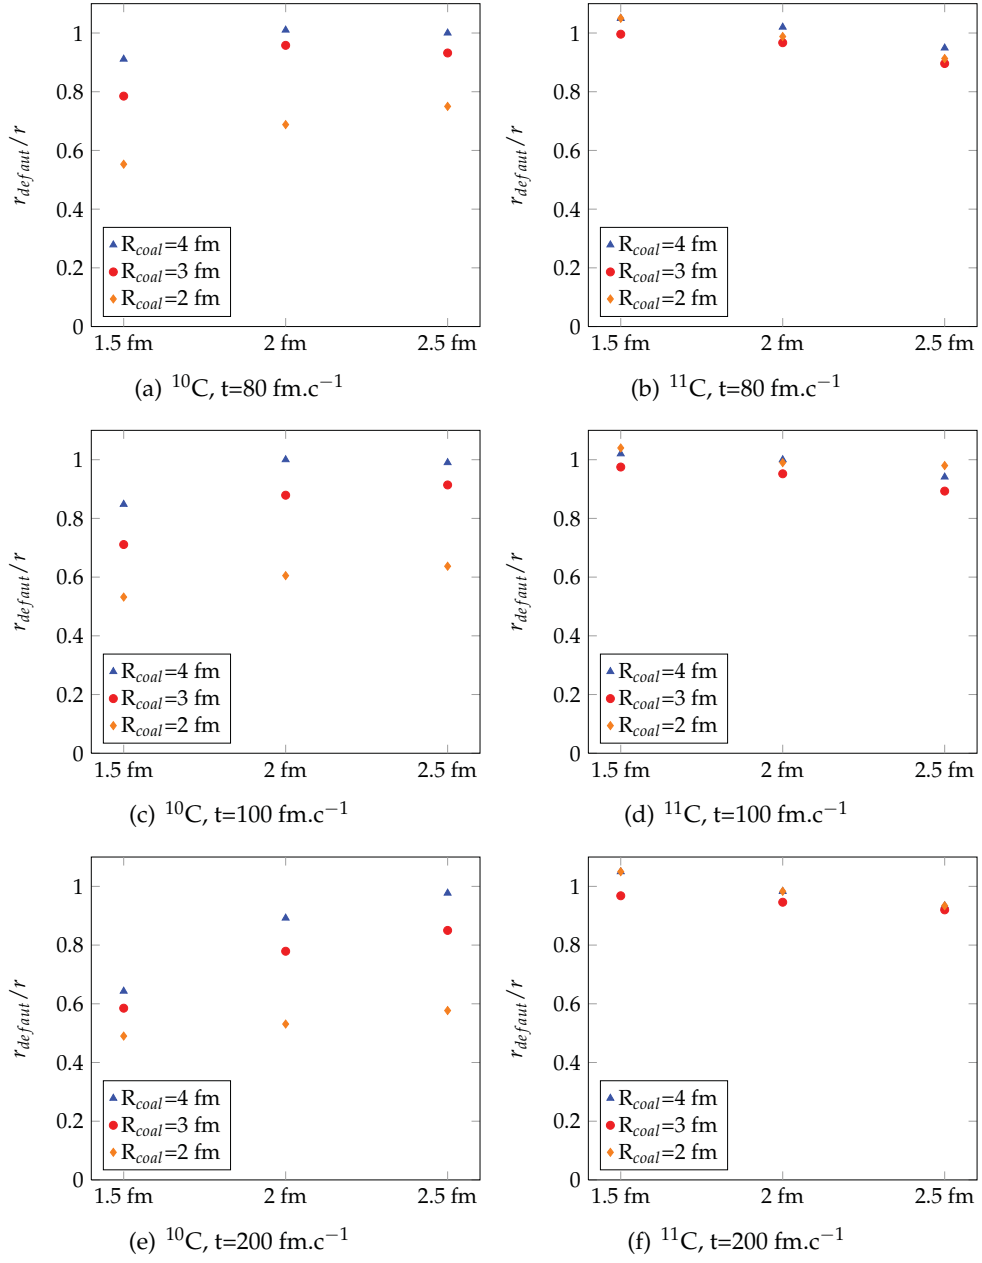 1
0.8
0.6
0.4
0.2
0
r_defaut/r
R_coal=4 fm
R_coal=3 fm
R_coal=2 fm
1.5 fm 2 fm 2.5 fm
(a) ¹⁰C, t=80 fm.c⁻¹
1
0.8
0.6
0.4
0.2
0
r_defaut/r
R_coal=4 fm
R_coal=3 fm
R_coal=2 fm
1.5 fm 2 fm 2.5 fm
(b) ¹¹C, t=80 fm.c⁻¹
1
0.8
0.6
0.4
0.2
0
r_defaut/r
R_coal=4 fm
R_coal=3 fm
R_coal=2 fm
1.5 fm 2 fm 2.5 fm
(c) ¹⁰C, t=100 fm.c⁻¹
1
0.8
0.6
0.4
0.2
0
r_defaut/r
R_coal=4 fm
R_coal=3 fm
R_coal=2 fm
1.5 fm 2 fm 2.5 fm
(d) ¹¹C, t=100 fm.c⁻¹
1
0.8
0.6
0.4
0.2
0
r_defaut/r
R_coal=4 fm
R_coal=3 fm
R_coal=2 fm
1.5 fm 2 fm 2.5 fm
(e) ¹⁰C, t=200 fm.c⁻¹
1
0.8
0.6
0.4
0.2
0
r_defaut/r
R_coal=4 fm
R_coal=3 fm
R_coal=2 fm
1.5 fm 2 fm 2.5 fm
(f) ¹¹C, t=200 fm.c⁻¹